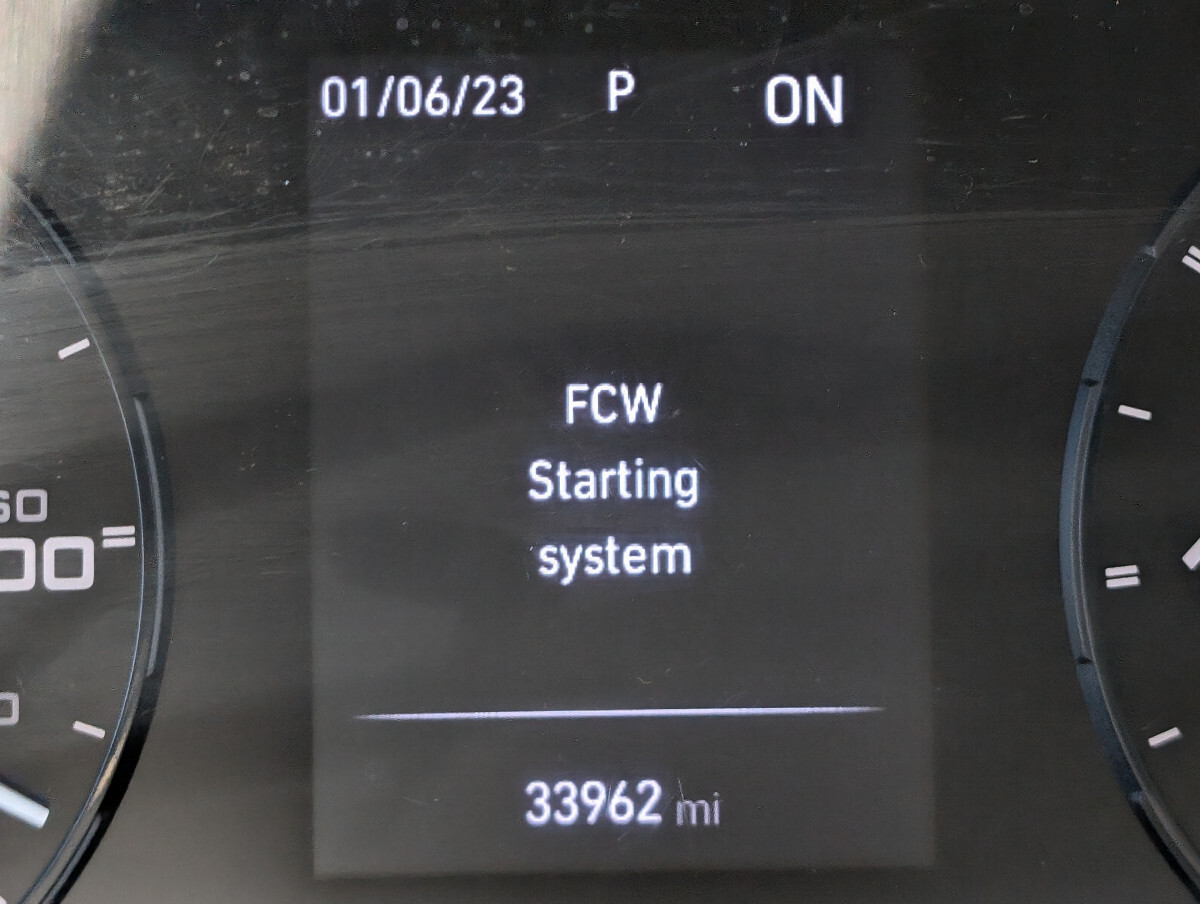 01/06/23 P ON
FCW
Starting
system
33962 mi